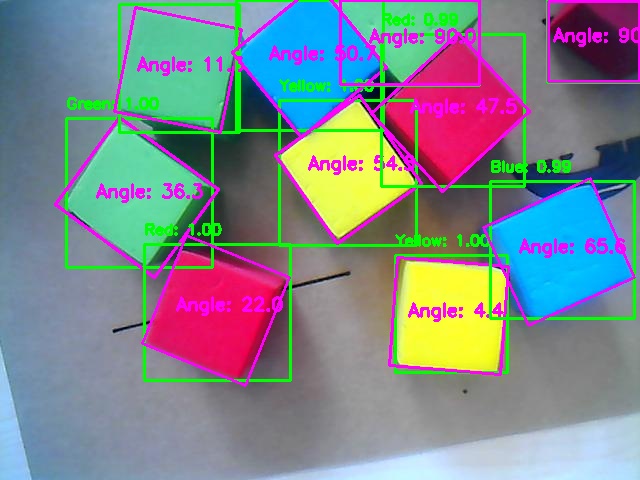 Red: 0.99
Angle: 90.0
Angle: 90
Angle: 50.7
Angle: 11.
Yellow: 1.00
Green: 1.00
Angle: 47.5
Angle: 54.
Blue: 0.99
Angle: 36.3
Red: 1.00
Yellow: 1.00
Angle: 65.6
Angle: 22.0
Angle: 4.4